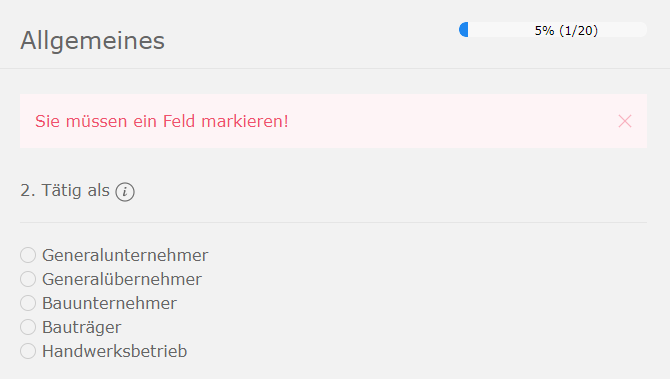 Allgemeines
5% (1/20)
Sie müssen ein Feld markieren!
2. Tätig als i
Generalunternehmer
Generalübernehmer
Bauunternehmer
Bauträger
Handwerksbetrieb